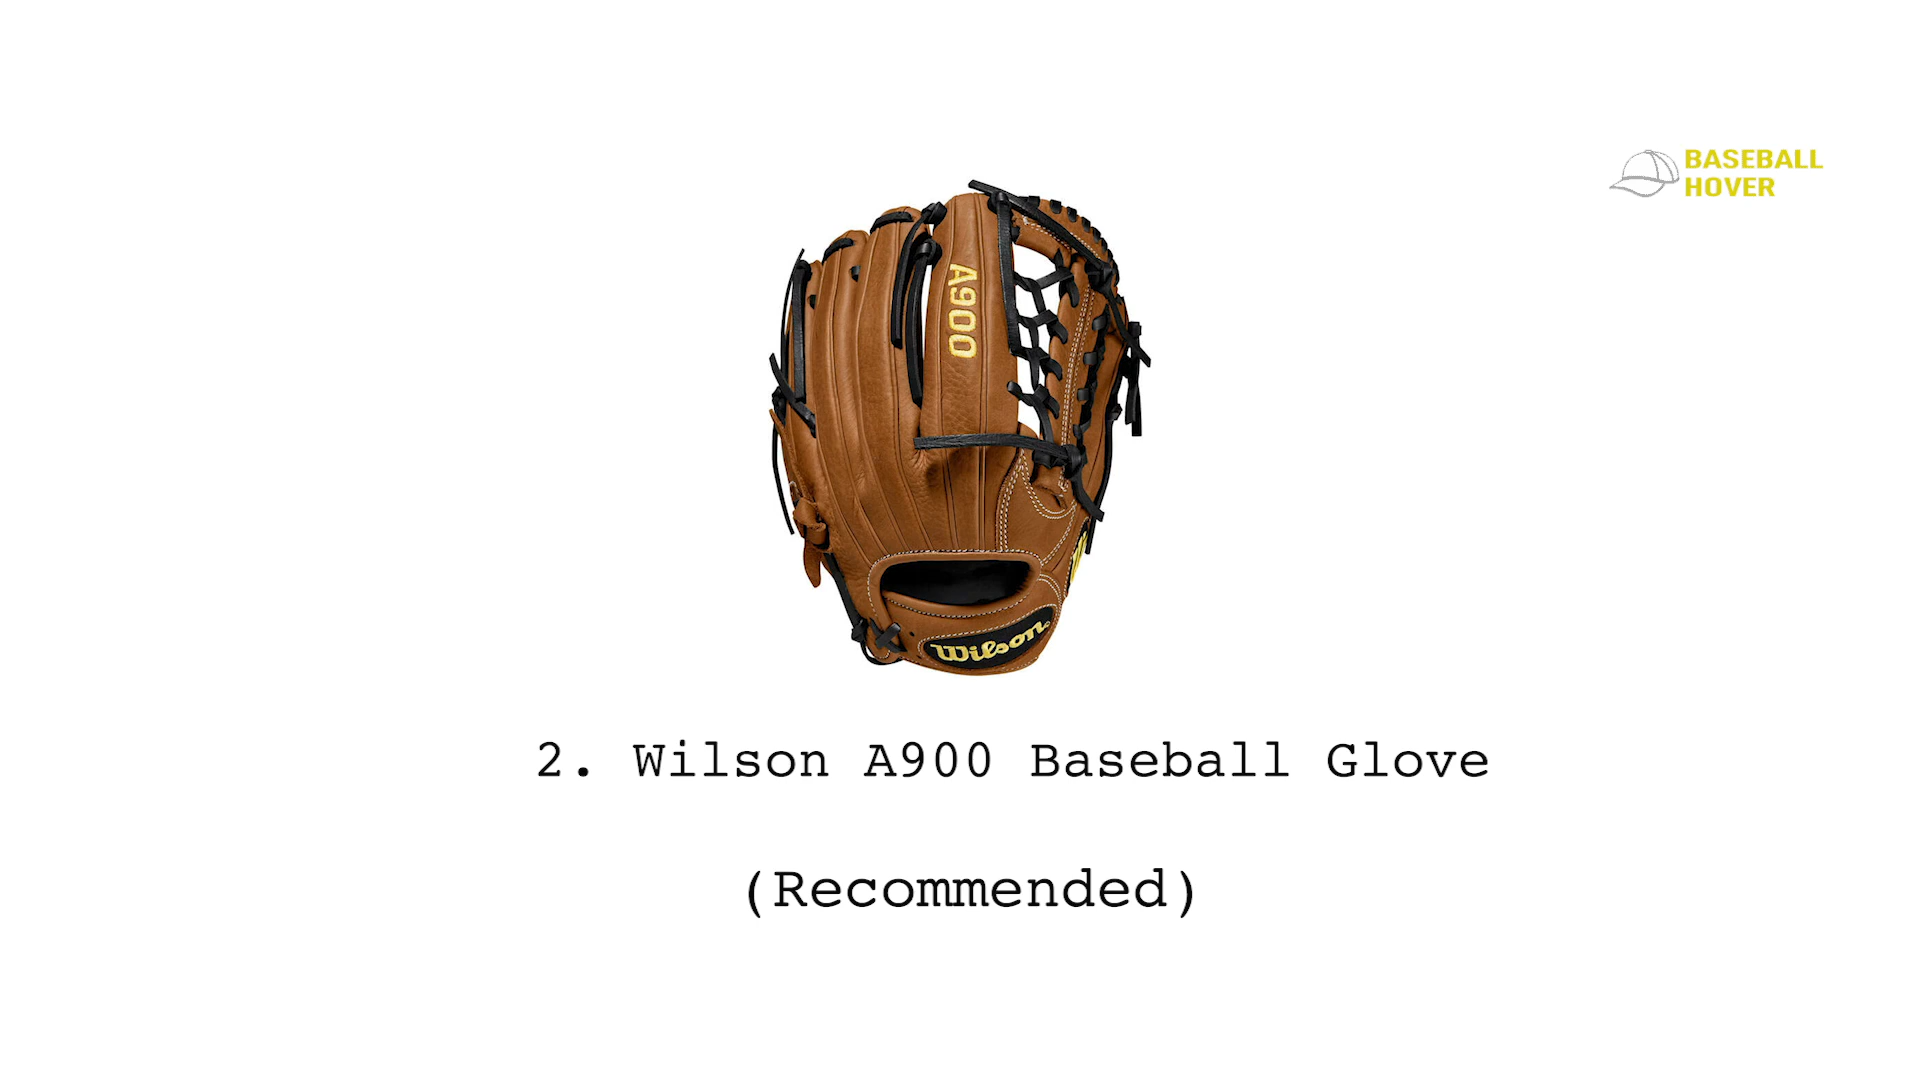 BASEBALL
HOVER
A900
Wilson
2. Wilson A900 Baseball Glove
(Recommended)